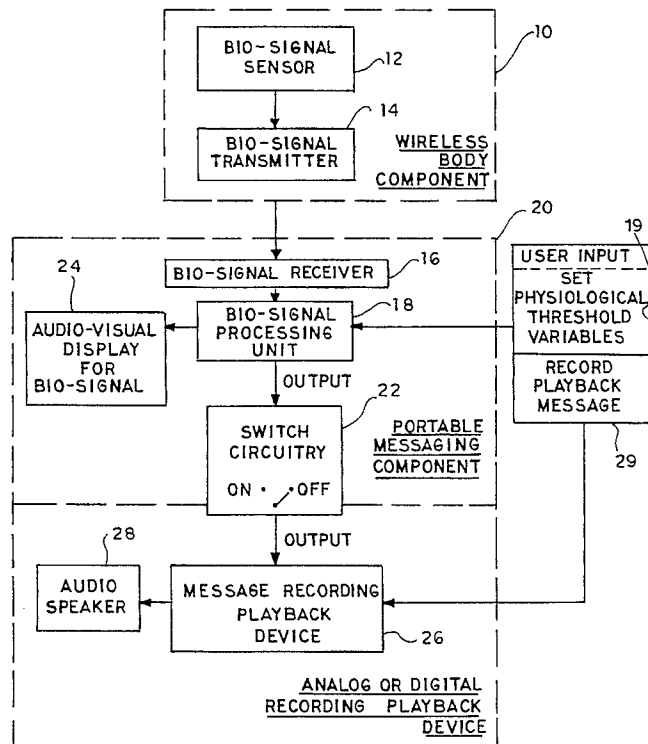 BIO-SIGNAL
SENSOR
12
10
14
BIO-SIGNAL
TRANSMITTER
WIRELESS
BODY
COMPONENT
20
19
24
BIO-SIGNAL RECEIVER
16
USER INPUT
SET
PHYSIOLOGICAL
THRESHOLD
VARIABLES
AUDIO-VISUAL
DISPLAY
FOR
BIO-SIGNAL
BIO-SIGNAL
PROCESSING
UNIT
18
OUTPUT
22
RECORD
PLAYBACK
MESSAGE
29
SWITCH
CIRCUITRY
ON OFF
PORTABLE
MESSAGING
COMPONENT
28
OUTPUT
AUDIO
SPEAKER
MESSAGE RECORDING
PLAYBACK
DEVICE
26
ANALOG OR DIGITAL
RECORDING PLAYBACK
DEVICE